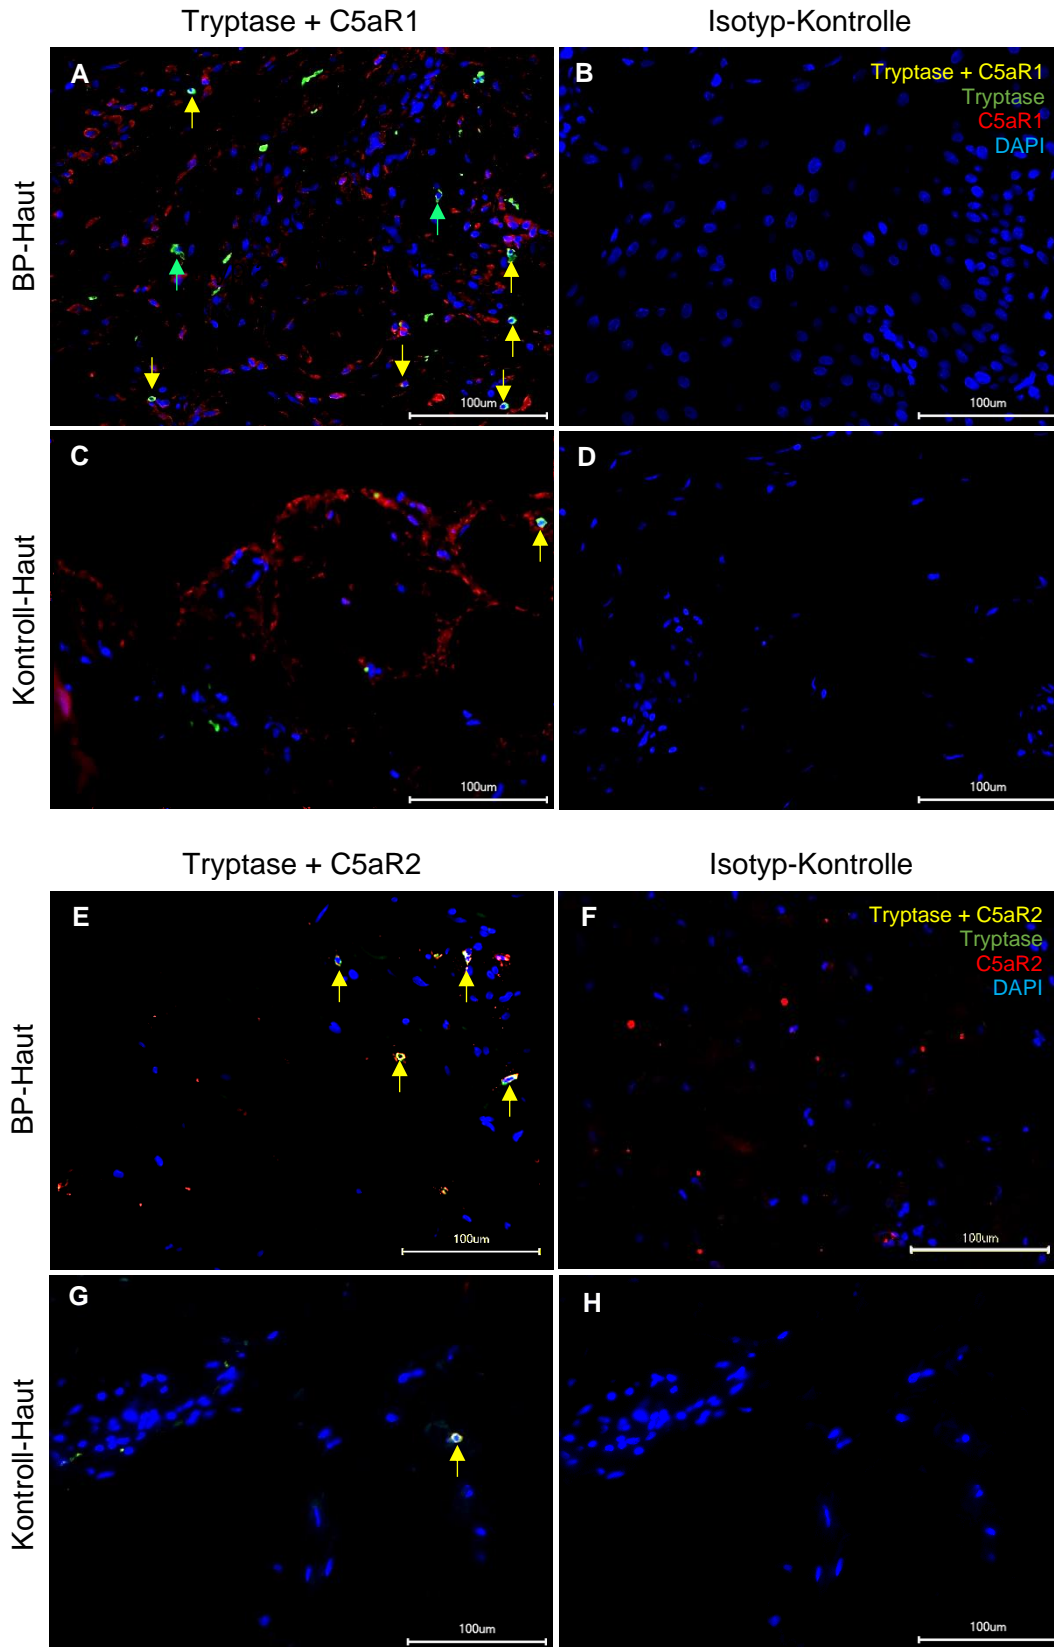 Tryptase + C5aR1
Isotyp-Kontrolle
BP-Haut
A
100um
B
Tryptase + C5aR1
Tryptase
C5aR1
DAPI
100um
Kontroll-Haut
C
100um
D
100um
Tryptase + C5aR2
Isotyp-Kontrolle
BP-Haut
E
100um
F
Tryptase + C5aR2
Tryptase
C5aR2
DAPI
100um
Kontroll-Haut
G
100um
H
100um